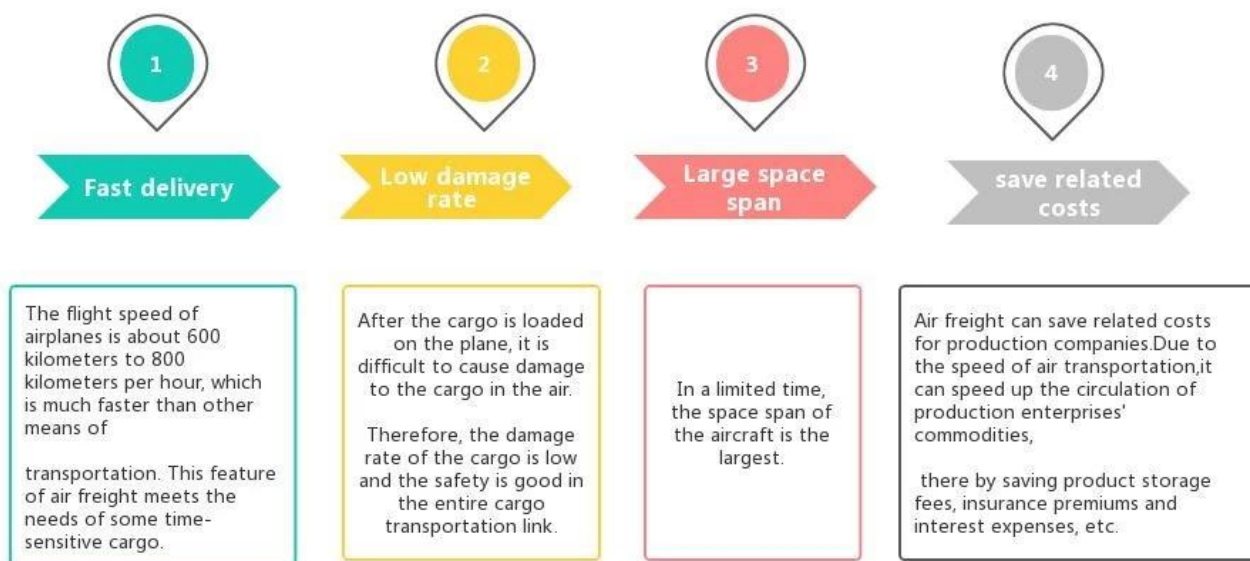 1
Fast delivery
The flight speed of
airplanes is about 600
kilometers to 800
kilometers per hour, which
is much faster than other
means of
transportation. This feature
of air freight meets the
needs of some time-
sensitive cargo.
2
Low damage
rate
After the cargo is loaded
on the plane, it is
difficult to cause damage
to the cargo in the air.
Therefore, the damage
rate of the cargo is low
and the safety is good in
the entire cargo
transportation link.
3
Large space
span
In a limited time,
the space span of
the aircraft is the
largest.
4
save related
costs
Air freight can save related costs
for production companies.Due to
the speed of air transportation,it
can speed up the circulation of
production enterprises'
commodities,
there by saving product storage
fees, insurance premiums and
interest expenses, etc.